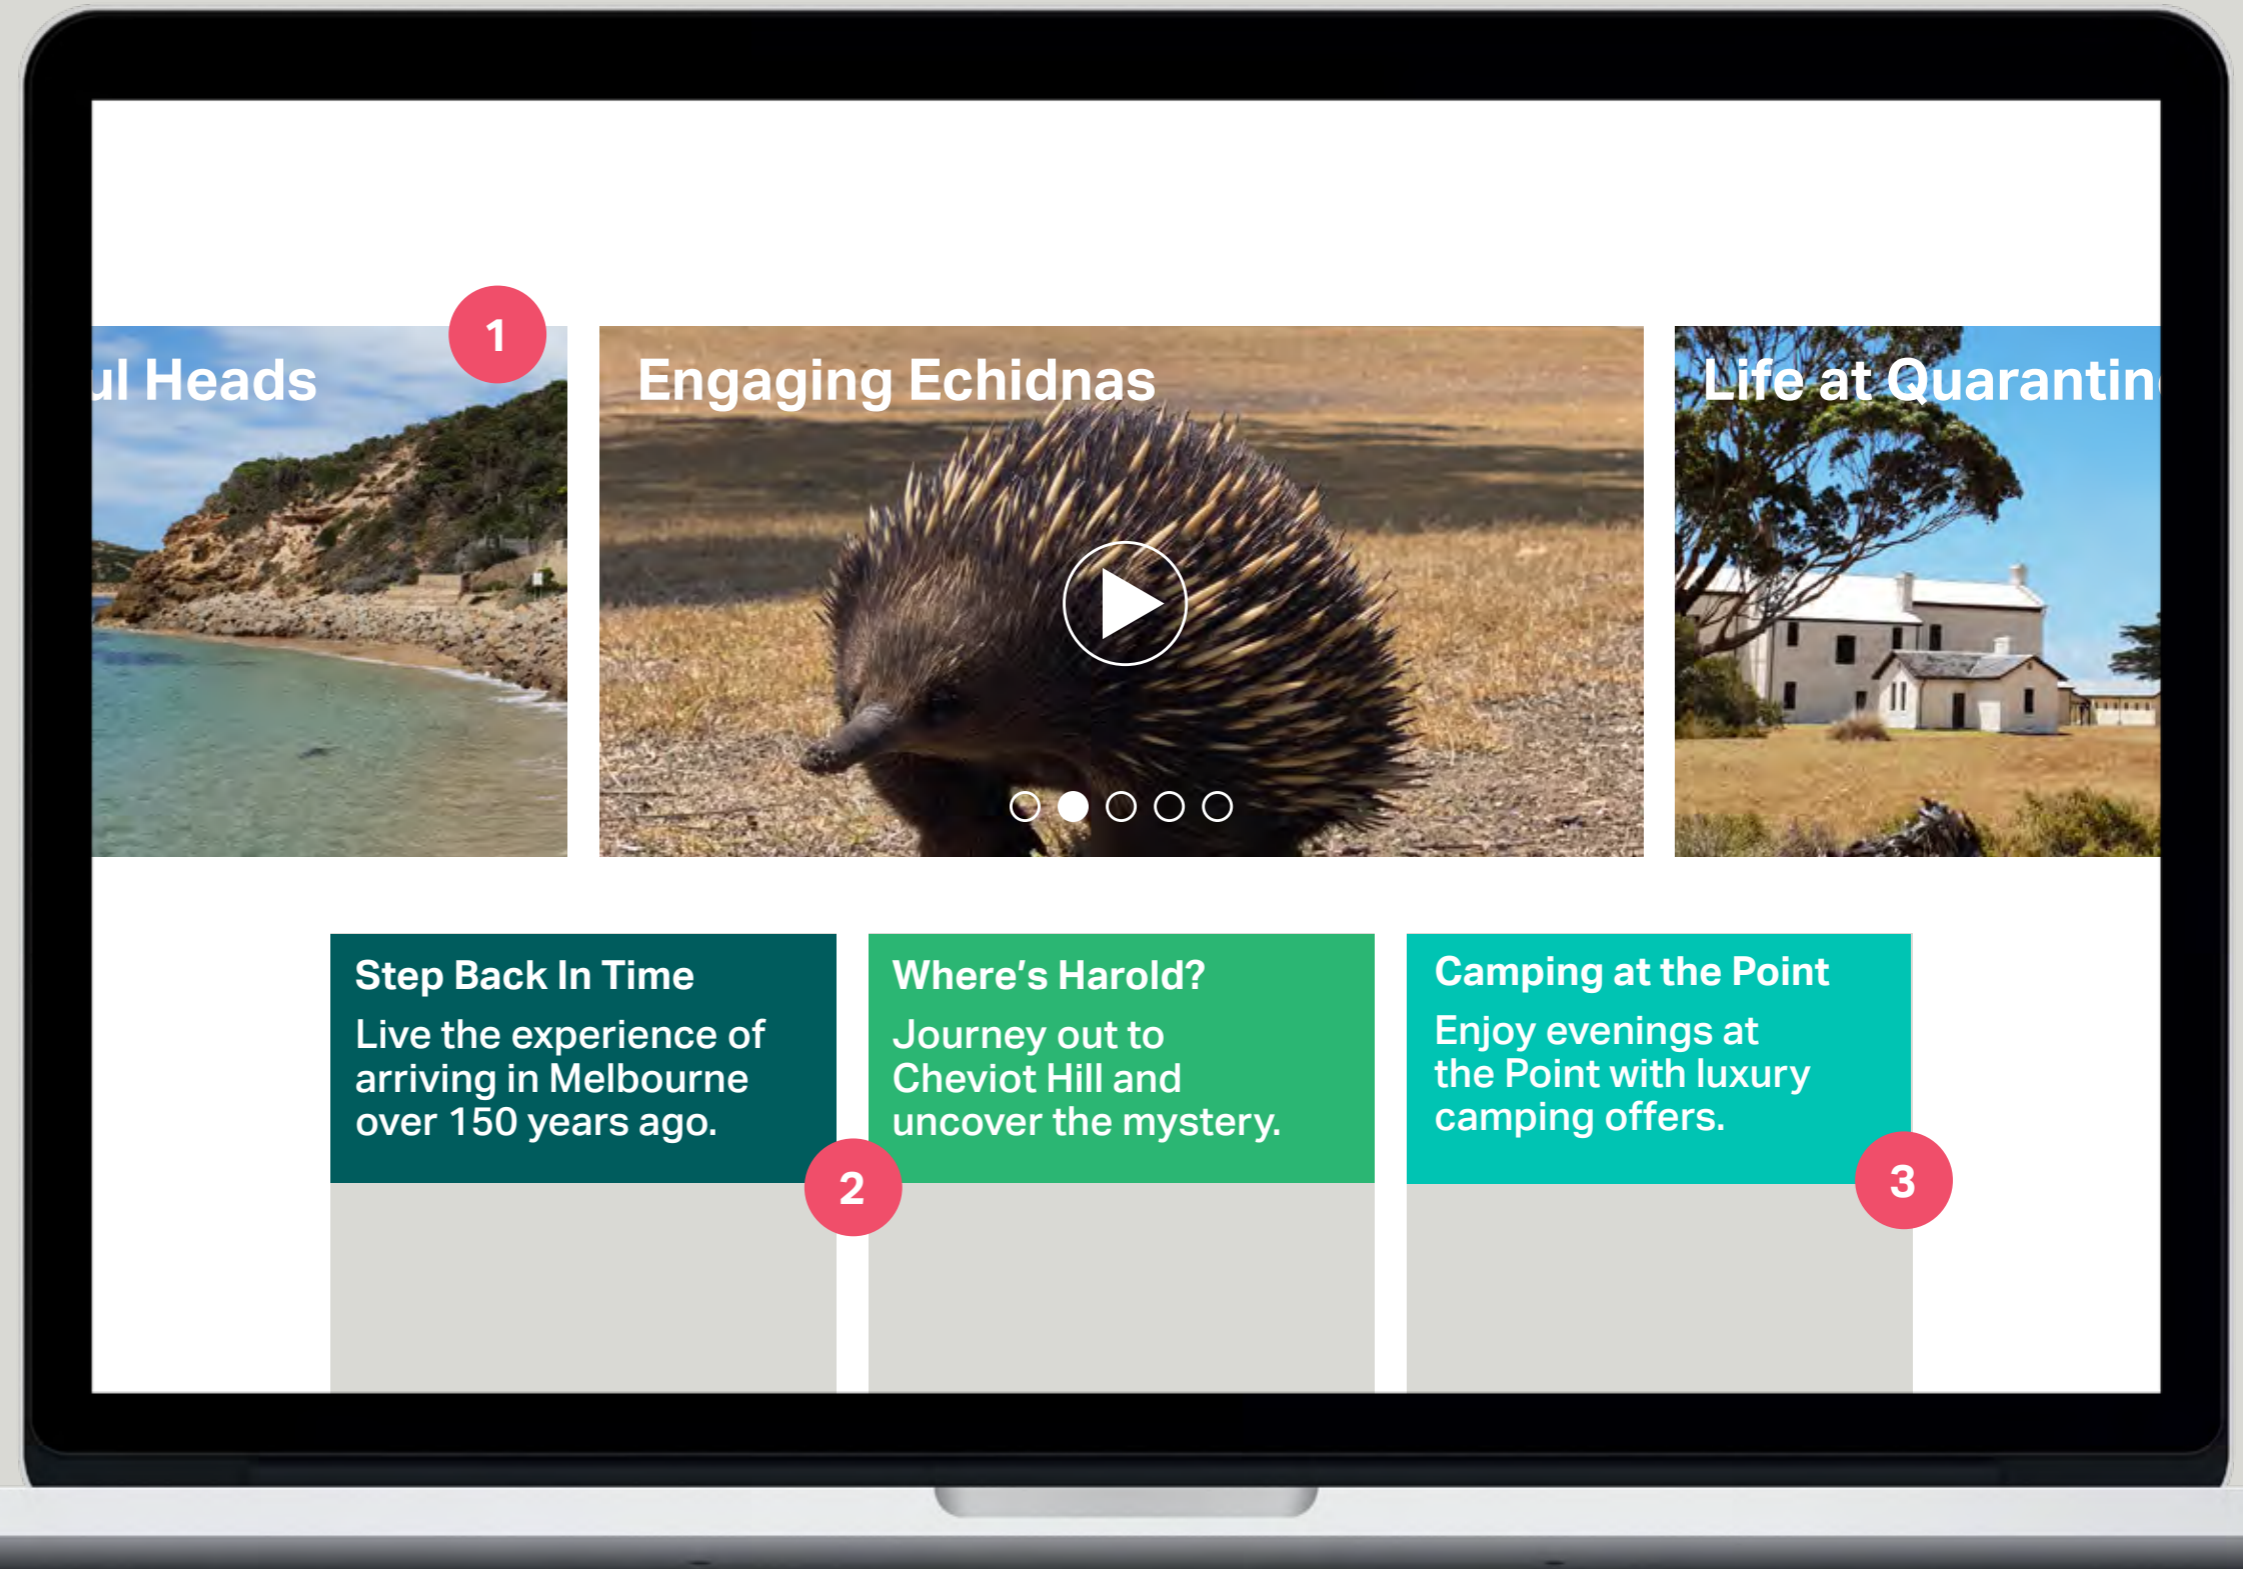 1
ul Heads
Engaging Echidnas
Life at Quarantin
Step Back In Time
Live the experience of
arriving in Melbourne
over 150 years ago.
2
Where's Harold?
Journey out to
Cheviot Hill and
uncover the mystery.
Camping at the Point
Enjoy evenings at
the Point with luxury
camping offers.
3